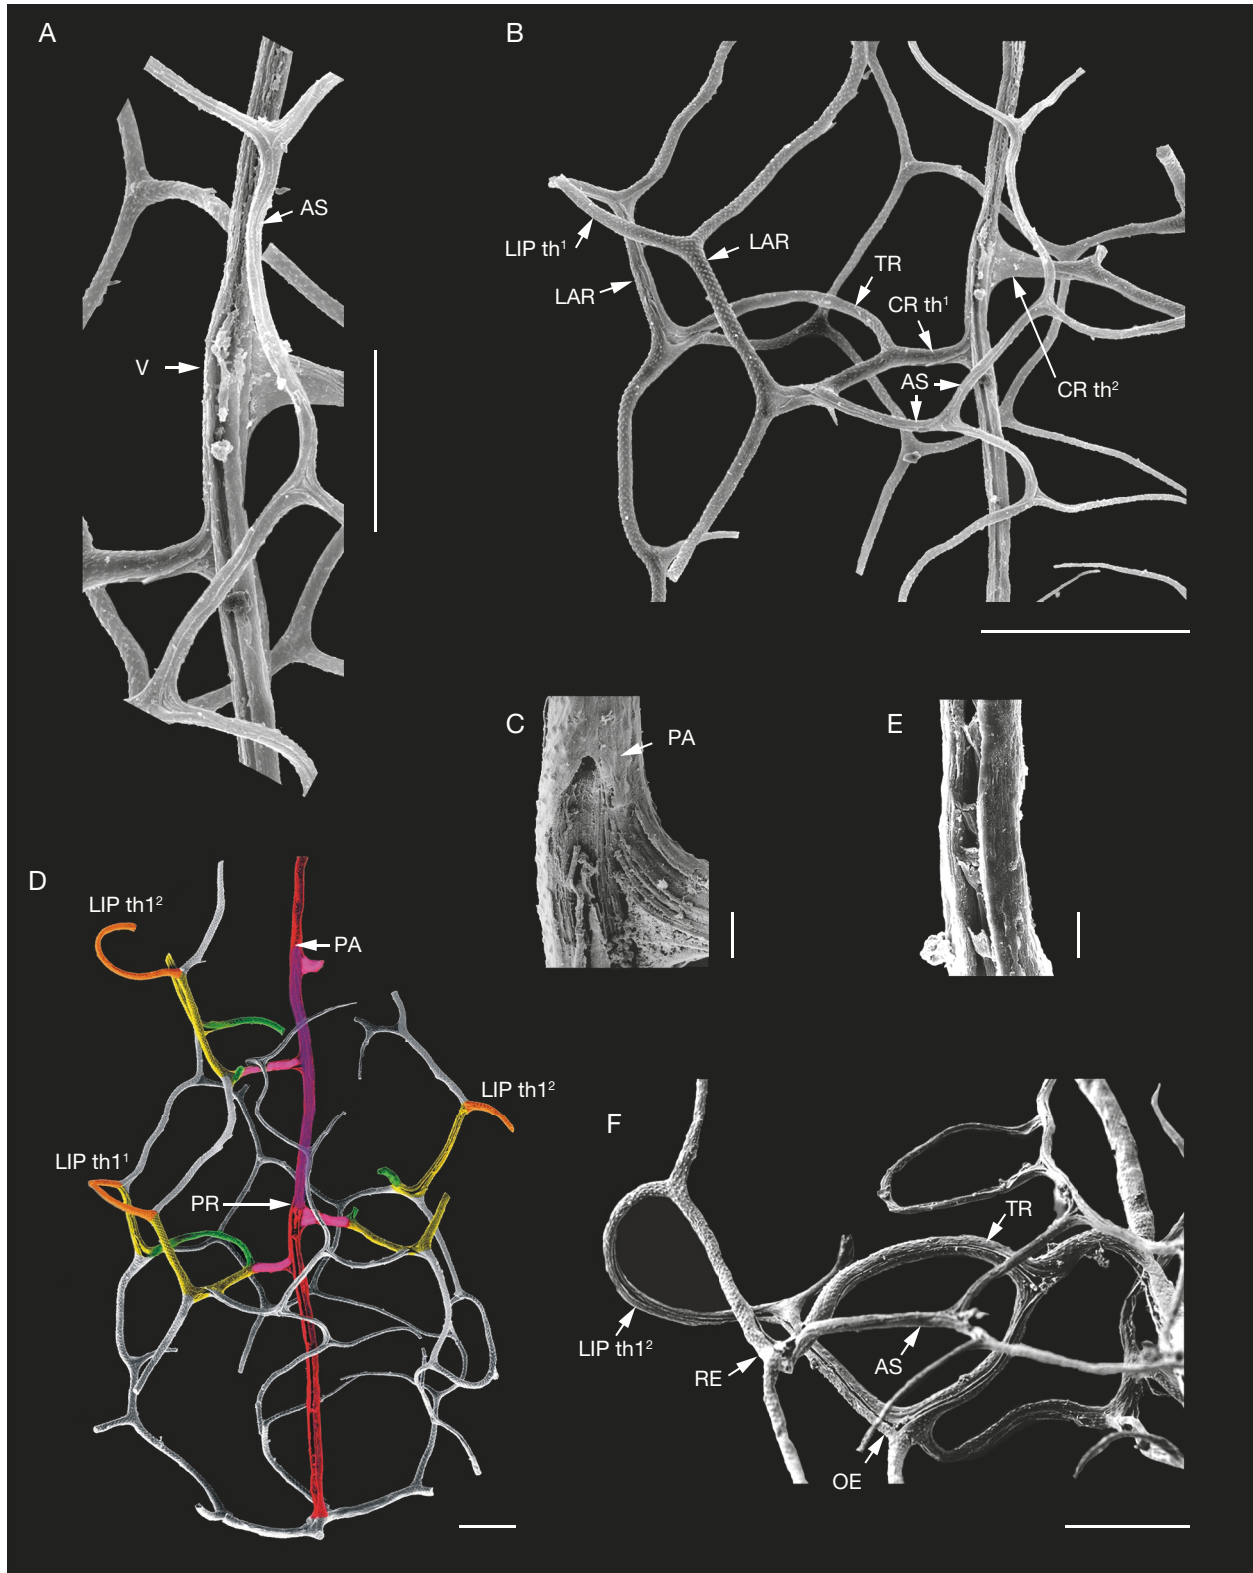 A
AS
V
B
LIP th¹
LAR
LAR
TR
CR th¹
AS
CR th²
C
PA
E
D
LIP th1²
PA
LIP th1²
LIP th1¹
PR
F
TR
LIP th1²
RE
AS
OE